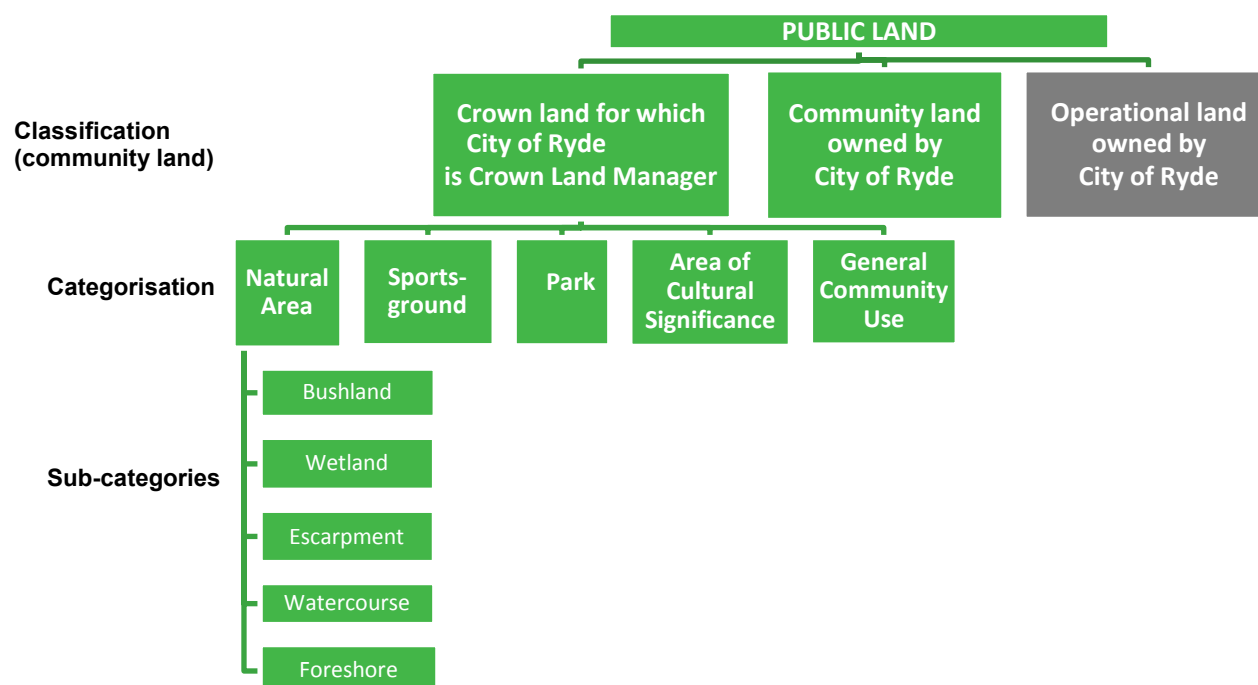 PUBLIC LAND
Classification
(community land)
Crown land for which
City of Ryde
is Crown Land Manager
Community land
owned by
City of Ryde
Operational land
owned by
City of Ryde
Categorisation
Natural
Area
Sports-
ground
Park
Area of
Cultural
Significance
General
Community
Use
Sub-categories
Bushland
Wetland
Escarpment
Watercourse
Foreshore